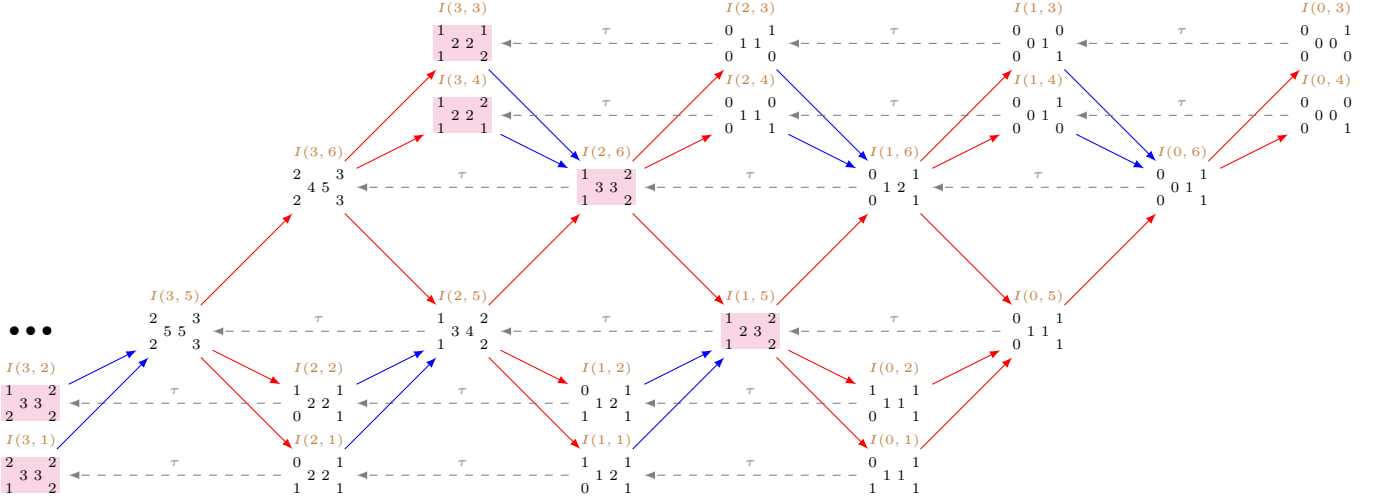 I(3, 3) I(2, 3) I(1, 3) I(0, 3)
1 1 τ 0 1 τ 0 0 τ 0 1
2 2 1 1 0 1 0 0
1 2 0 0 0 1 0 0
I(3, 4) I(2, 4) I(1, 4) I(0, 4)
1 2 τ 0 0 τ 0 1 τ 0 0
2 2 1 1 0 1 0 0
1 1 0 1 0 0 0 1
I(3, 6) I(2, 6) I(1, 6) I(0, 6)
2 3 τ 1 2 τ 0 1 τ 0 1
4 5 3 3 1 2 0 1
2 3 1 2 0 1 0 1
I(3, 5) I(2, 5) I(1, 5) I(0, 5)
2 3 τ 1 2 τ 1 2 τ 0 1
5 5 3 4 2 3 1 1
2 3 1 2 1 2 0 1
I(3, 2) I(2, 2) I(1, 2) I(0, 2)
1 2 τ 1 1 τ 0 1 τ 1 1
3 3 2 2 1 2 1 1
2 2 0 1 1 1 0 1
I(3, 1) I(2, 1) I(1, 1) I(0, 1)
2 2 τ 0 1 τ 1 1 τ 0 1
3 3 2 2 1 2 1 1
1 2 1 1 0 1 1 1